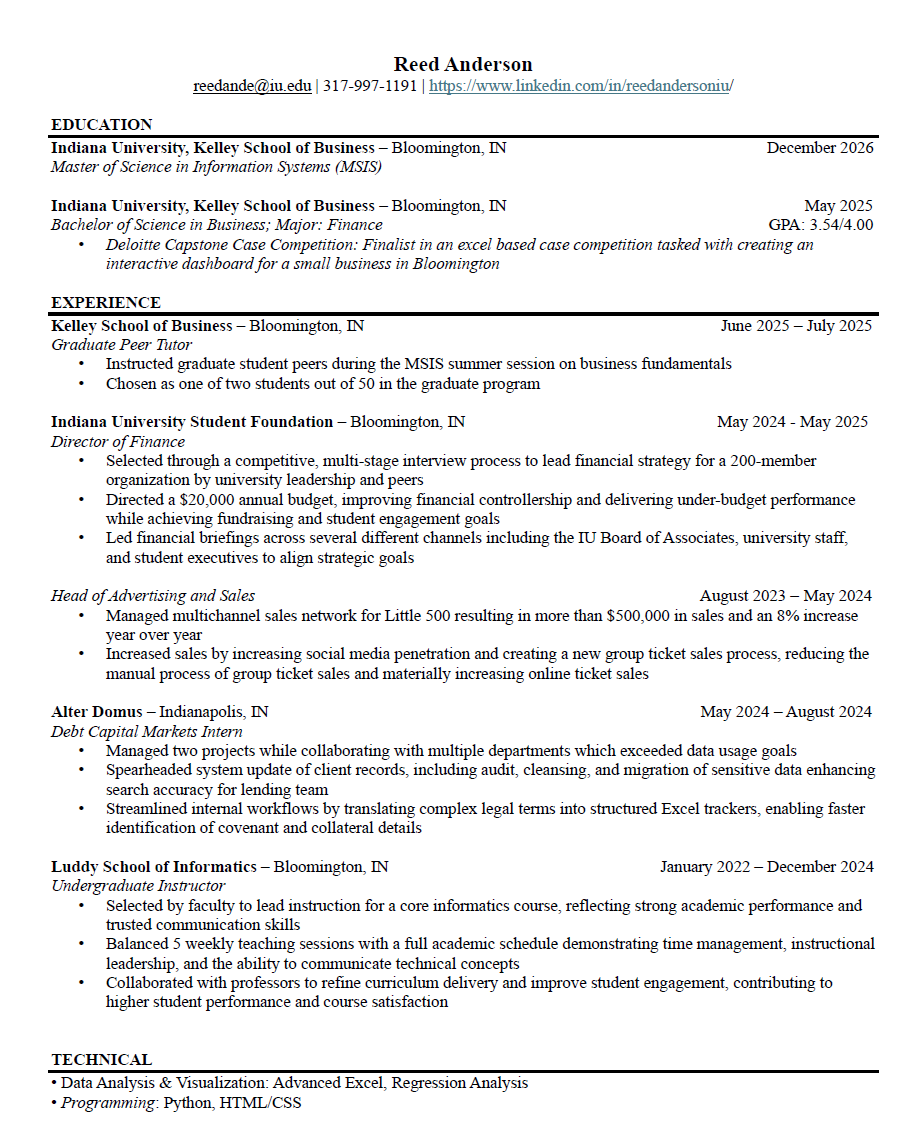 Reed Anderson
reedande@iu.edu | 317-997-1191 | https://www.linkedin.com/in/reedandersoniu/
EDUCATION
Indiana University, Kelley School of Business – Bloomington, IN December 2026
Master of Science in Information Systems (MSIS)
Indiana University, Kelley School of Business – Bloomington, IN May 2025
Bachelor of Science in Business; Major: Finance GPA: 3.54/4.00
• Deloitte Capstone Case Competition: Finalist in an excel based case competition tasked with creating an
interactive dashboard for a small business in Bloomington
EXPERIENCE
Kelley School of Business – Bloomington, IN June 2025 – July 2025
Graduate Peer Tutor
• Instructed graduate student peers during the MSIS summer session on business fundamentals
• Chosen as one of two students out of 50 in the graduate program
Indiana University Student Foundation – Bloomington, IN May 2024 - May 2025
Director of Finance
• Selected through a competitive, multi-stage interview process to lead financial strategy for a 200-member
organization by university leadership and peers
• Directed a $20,000 annual budget, improving financial controllership and delivering under-budget performance
while achieving fundraising and student engagement goals
• Led financial briefings across several different channels including the IU Board of Associates, university staff,
and student executives to align strategic goals
Head of Advertising and Sales August 2023 – May 2024
• Managed multichannel sales network for Little 500 resulting in more than $500,000 in sales and an 8% increase
year over year
• Increased sales by increasing social media penetration and creating a new group ticket sales process, reducing the
manual process of group ticket sales and materially increasing online ticket sales
Alter Domus – Indianapolis, IN May 2024 – August 2024
Debt Capital Markets Intern
• Managed two projects while collaborating with multiple departments which exceeded data usage goals
• Spearheaded system update of client records, including audit, cleansing, and migration of sensitive data enhancing
search accuracy for lending team
• Streamlined internal workflows by translating complex legal terms into structured Excel trackers, enabling faster
identification of covenant and collateral details
Luddy School of Informatics – Bloomington, IN January 2022 – December 2024
Undergraduate Instructor
• Selected by faculty to lead instruction for a core informatics course, reflecting strong academic performance and
trusted communication skills
• Balanced 5 weekly teaching sessions with a full academic schedule demonstrating time management, instructional
leadership, and the ability to communicate technical concepts
• Collaborated with professors to refine curriculum delivery and improve student engagement, contributing to
higher student performance and course satisfaction
TECHNICAL
• Data Analysis & Visualization: Advanced Excel, Regression Analysis
• Programming: Python, HTML/CSS